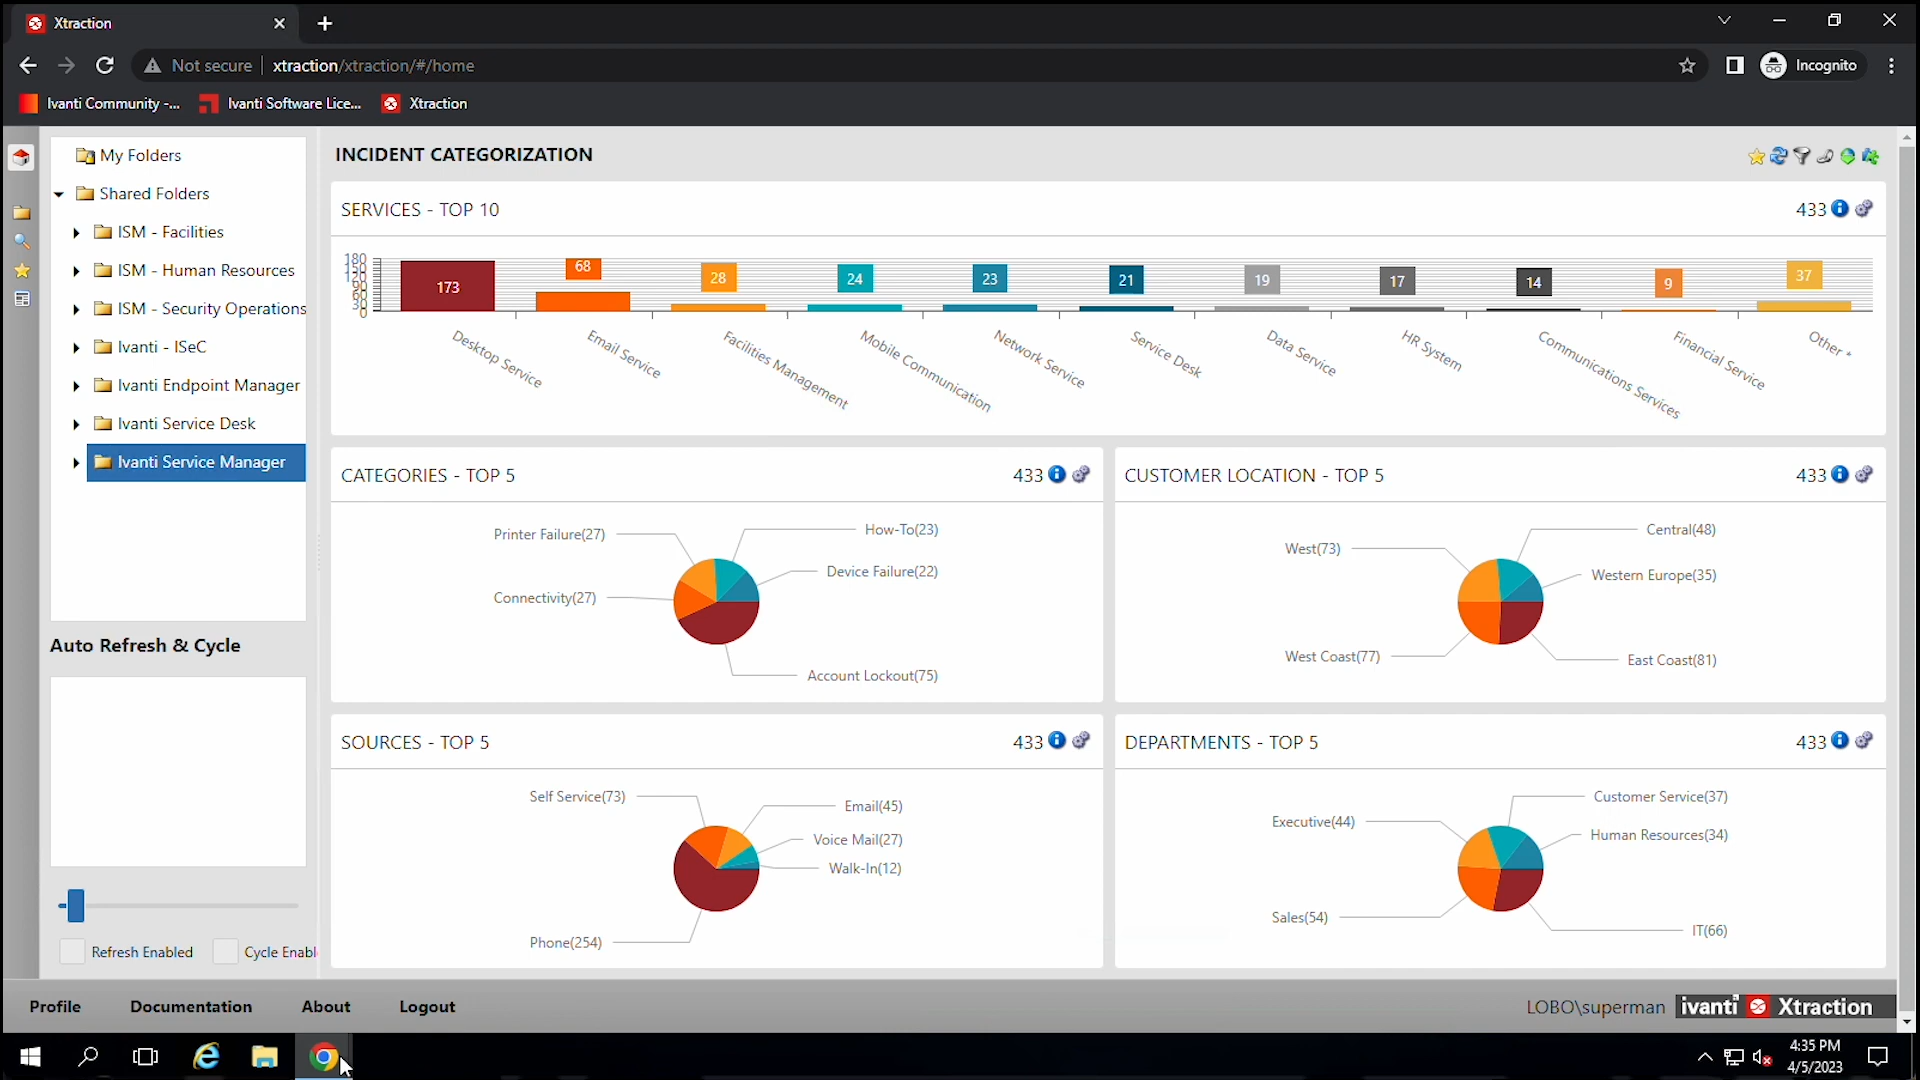 Xtraction
Not secure
xtraction/xtraction/#/home
Incognito
Ivanti Community -...
Ivanti Software Lice...
Xtraction
My Folders
Shared Folders
ISM - Facilities
ISM - Human Resources
ISM - Security Operations
Ivanti - ISeC
Ivanti Endpoint Manager
Ivanti Service Desk
Ivanti Service Manager
Auto Refresh & Cycle
Refresh Enabled
Cycle Enabl
INCIDENT CATEGORIZATION
SERVICES - TOP 10
433
180
150
120
90
60
30
0
173
68
28
24
23
21
19
17
14
9
37
Desktop Service
Email Service
Facilities Management
Mobile Communication
Network Service
Service Desk
Data Service
HR System
Communications Services
Financial Service
Other *
CATEGORIES - TOP 5
433
Printer Failure(27)
How-To(23)
Device Failure(22)
Connectivity(27)
Account Lockout(75)
CUSTOMER LOCATION - TOP 5
433
Central(48)
West(73)
Western Europe(35)
West Coast(77)
East Coast(81)
SOURCES - TOP 5
433
Self Service(73)
Email(45)
Voice Mail(27)
Walk-In(12)
Phone(254)
DEPARTMENTS - TOP 5
433
Customer Service(37)
Executive(44)
Human Resources(34)
Sales(54)
IT(66)
Profile
Documentation
About
Logout
LOBO\superman
ivanti Xtraction
4:35 PM
4/5/2023